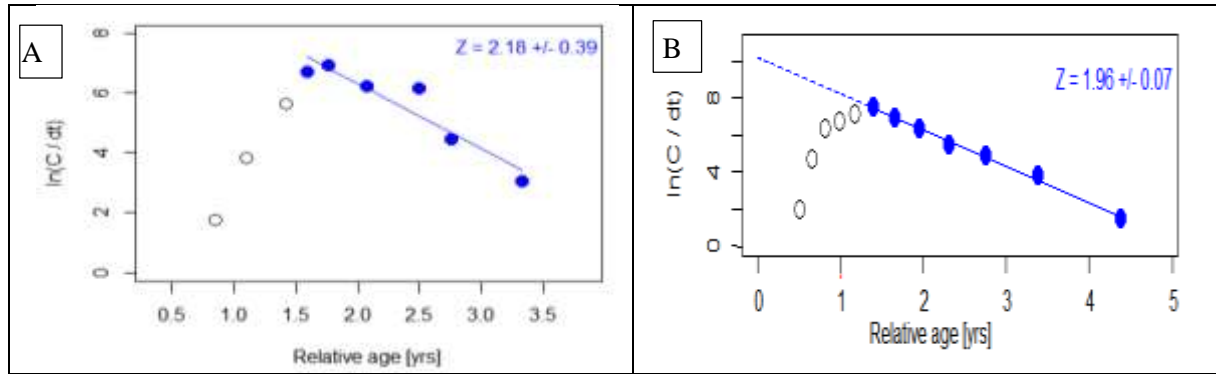 A
Z = 2.18 +/- 0.39
ln(C / dt)
8
6
4
2
0
0.5 1.0 1.5 2.0 2.5 3.0 3.5
Relative age [yrs]
B
Z = 1.96 +/- 0.07
ln(C / dt)
8
4
0
0 1 2 3 4 5
Relative age [yrs]